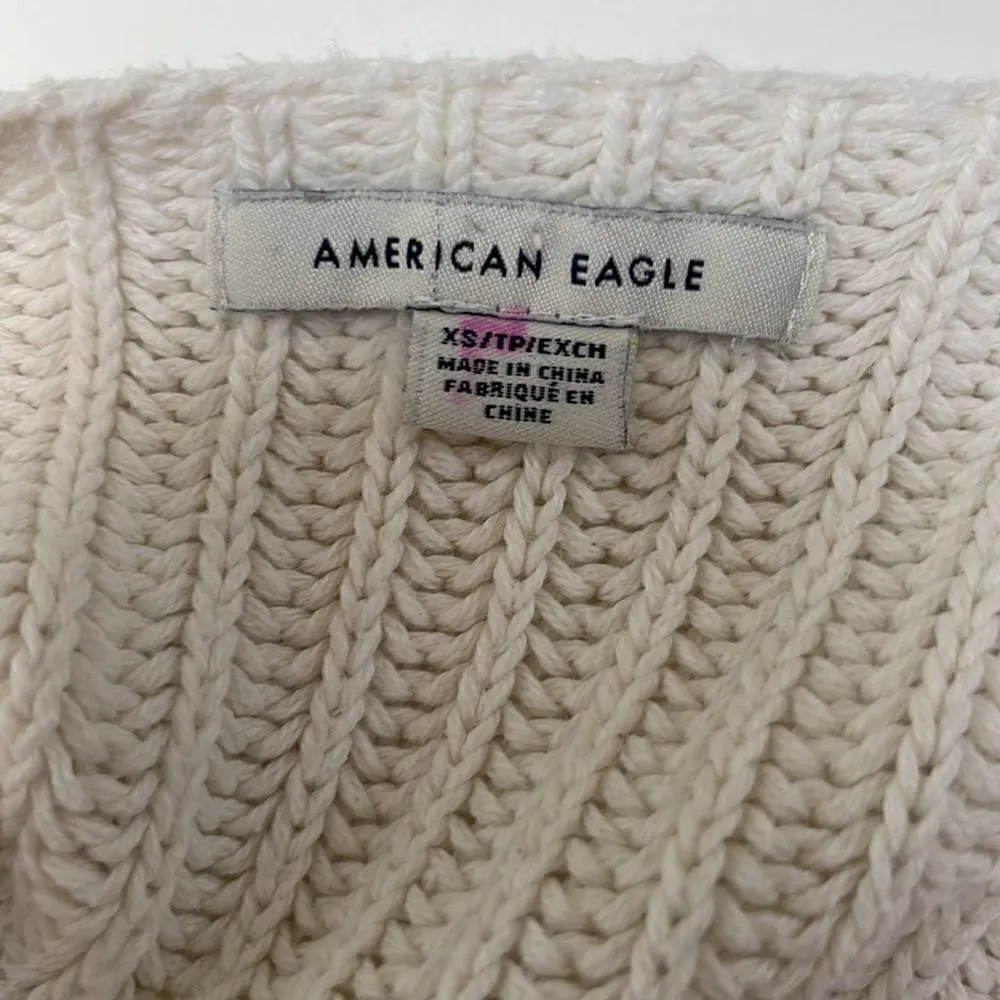 AMERICAN EAGLE
XS/TP/EXCH
MADE IN CHINA
FABRIQUÉ EN
CHINE